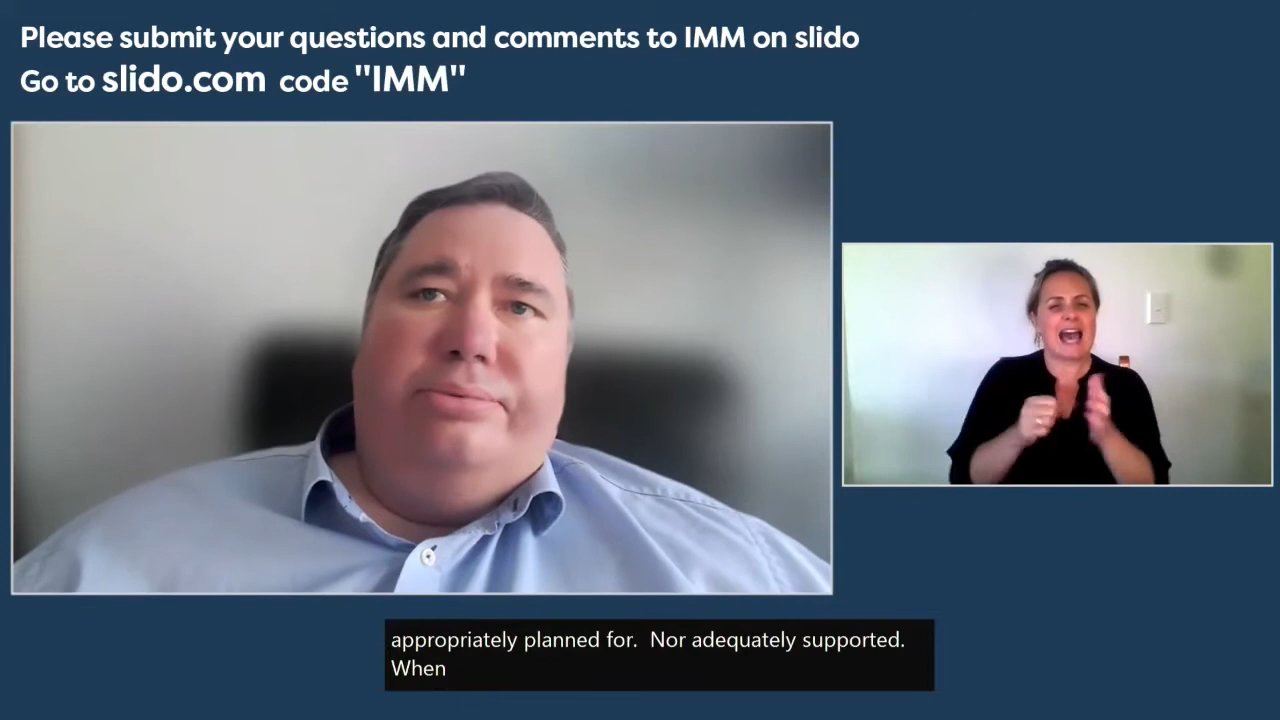 Please submit your questions and comments to IMM on slido
Go to slido.com code "IMM"
appropriately planned for.  Nor adequately supported.
When